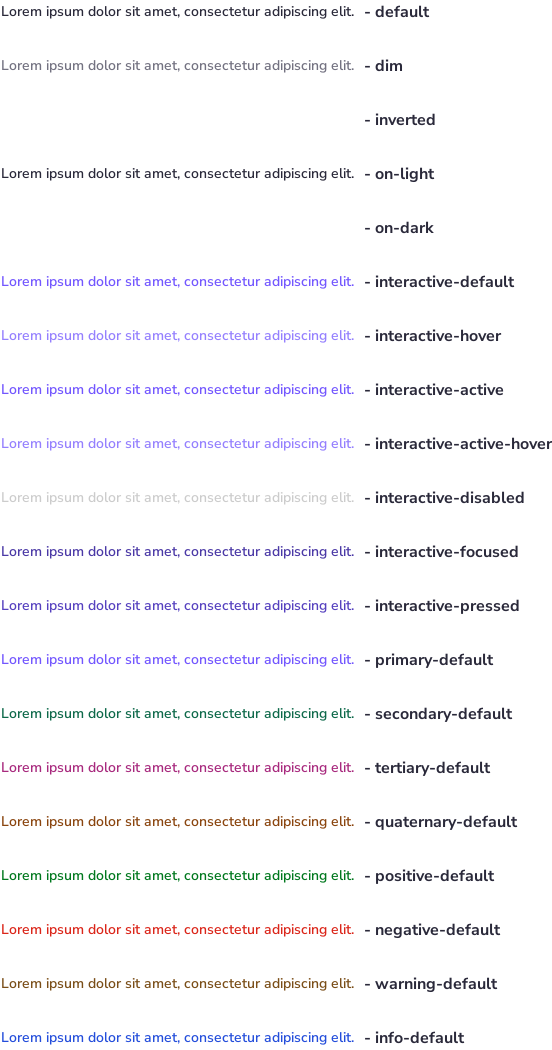 Lorem ipsum dolor sit amet, consectetur adipiscing elit. - default
Lorem ipsum dolor sit amet, consectetur adipiscing elit. - dim
- inverted
Lorem ipsum dolor sit amet, consectetur adipiscing elit. - on-light
- on-dark
Lorem ipsum dolor sit amet, consectetur adipiscing elit. - interactive-default
Lorem ipsum dolor sit amet, consectetur adipiscing elit. - interactive-hover
Lorem ipsum dolor sit amet, consectetur adipiscing elit. - interactive-active
Lorem ipsum dolor sit amet, consectetur adipiscing elit. - interactive-active-hover
Lorem ipsum dolor sit amet, consectetur adipiscing elit. - interactive-disabled
Lorem ipsum dolor sit amet, consectetur adipiscing elit. - interactive-focused
Lorem ipsum dolor sit amet, consectetur adipiscing elit. - interactive-pressed
Lorem ipsum dolor sit amet, consectetur adipiscing elit. - primary-default
Lorem ipsum dolor sit amet, consectetur adipiscing elit. - secondary-default
Lorem ipsum dolor sit amet, consectetur adipiscing elit. - tertiary-default
Lorem ipsum dolor sit amet, consectetur adipiscing elit. - quaternary-default
Lorem ipsum dolor sit amet, consectetur adipiscing elit. - positive-default
Lorem ipsum dolor sit amet, consectetur adipiscing elit. - negative-default
Lorem ipsum dolor sit amet, consectetur adipiscing elit. - warning-default
Lorem ipsum dolor sit amet, consectetur adipiscing elit. - info-default